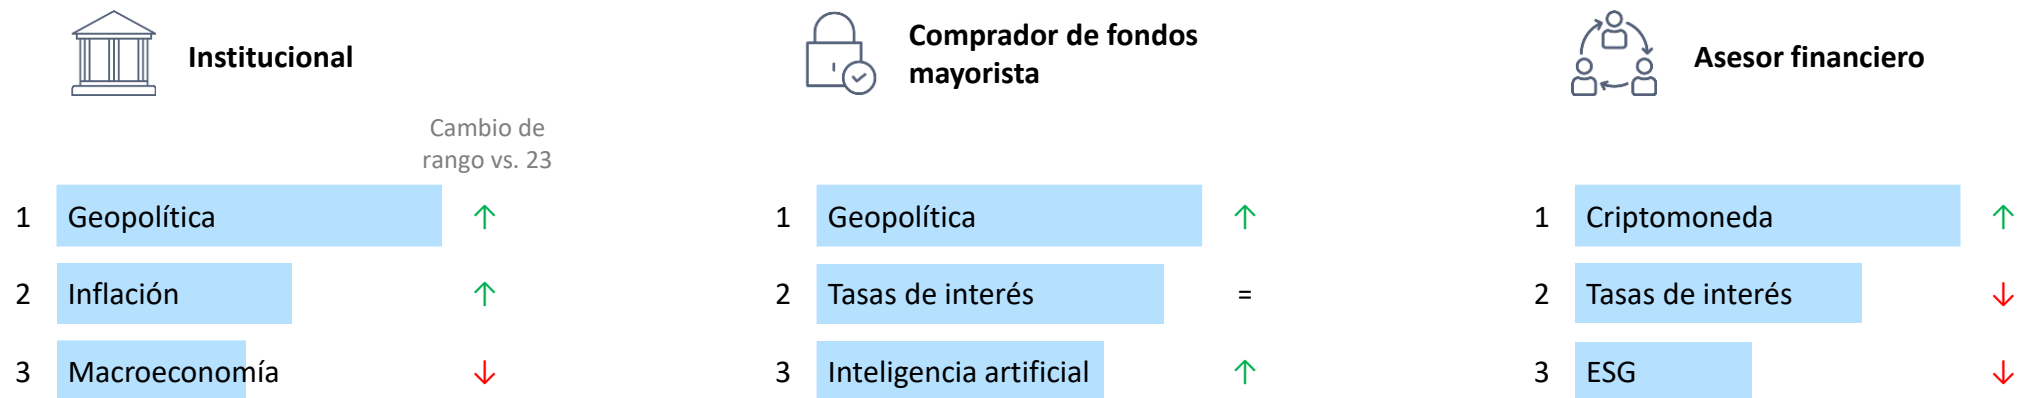 Institucional
Cambio de
rango vs. 23
1 Geopolítica ↑
2 Inflación ↑
3 Macroeconomía ↓
Comprador de fondos
mayorista
1 Geopolítica ↑
2 Tasas de interés =
3 Inteligencia artificial ↑
Asesor financiero
1 Criptomoneda ↑
2 Tasas de interés ↓
3 ESG ↓